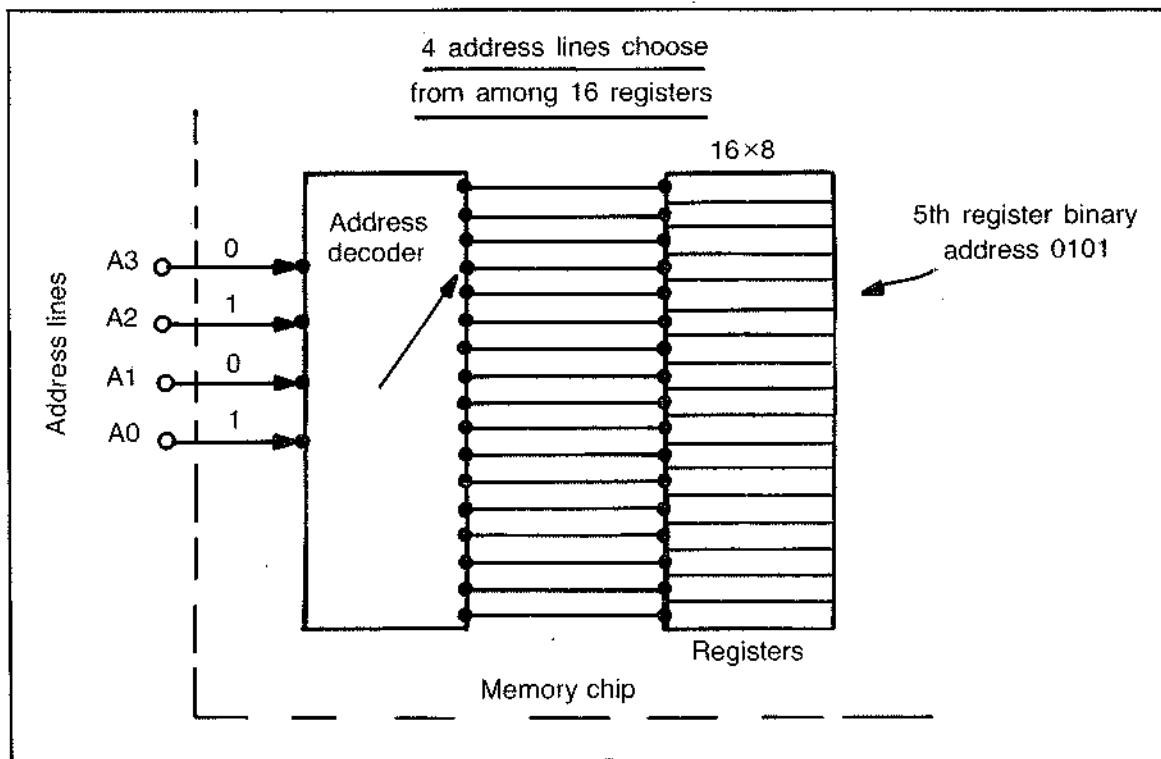 4 address lines choose
from among 16 registers
16×8
Address
decoder
5th register binary
address 0101
Address lines
A3
0
A2
1
A1
0
A0
1
Registers
Memory chip